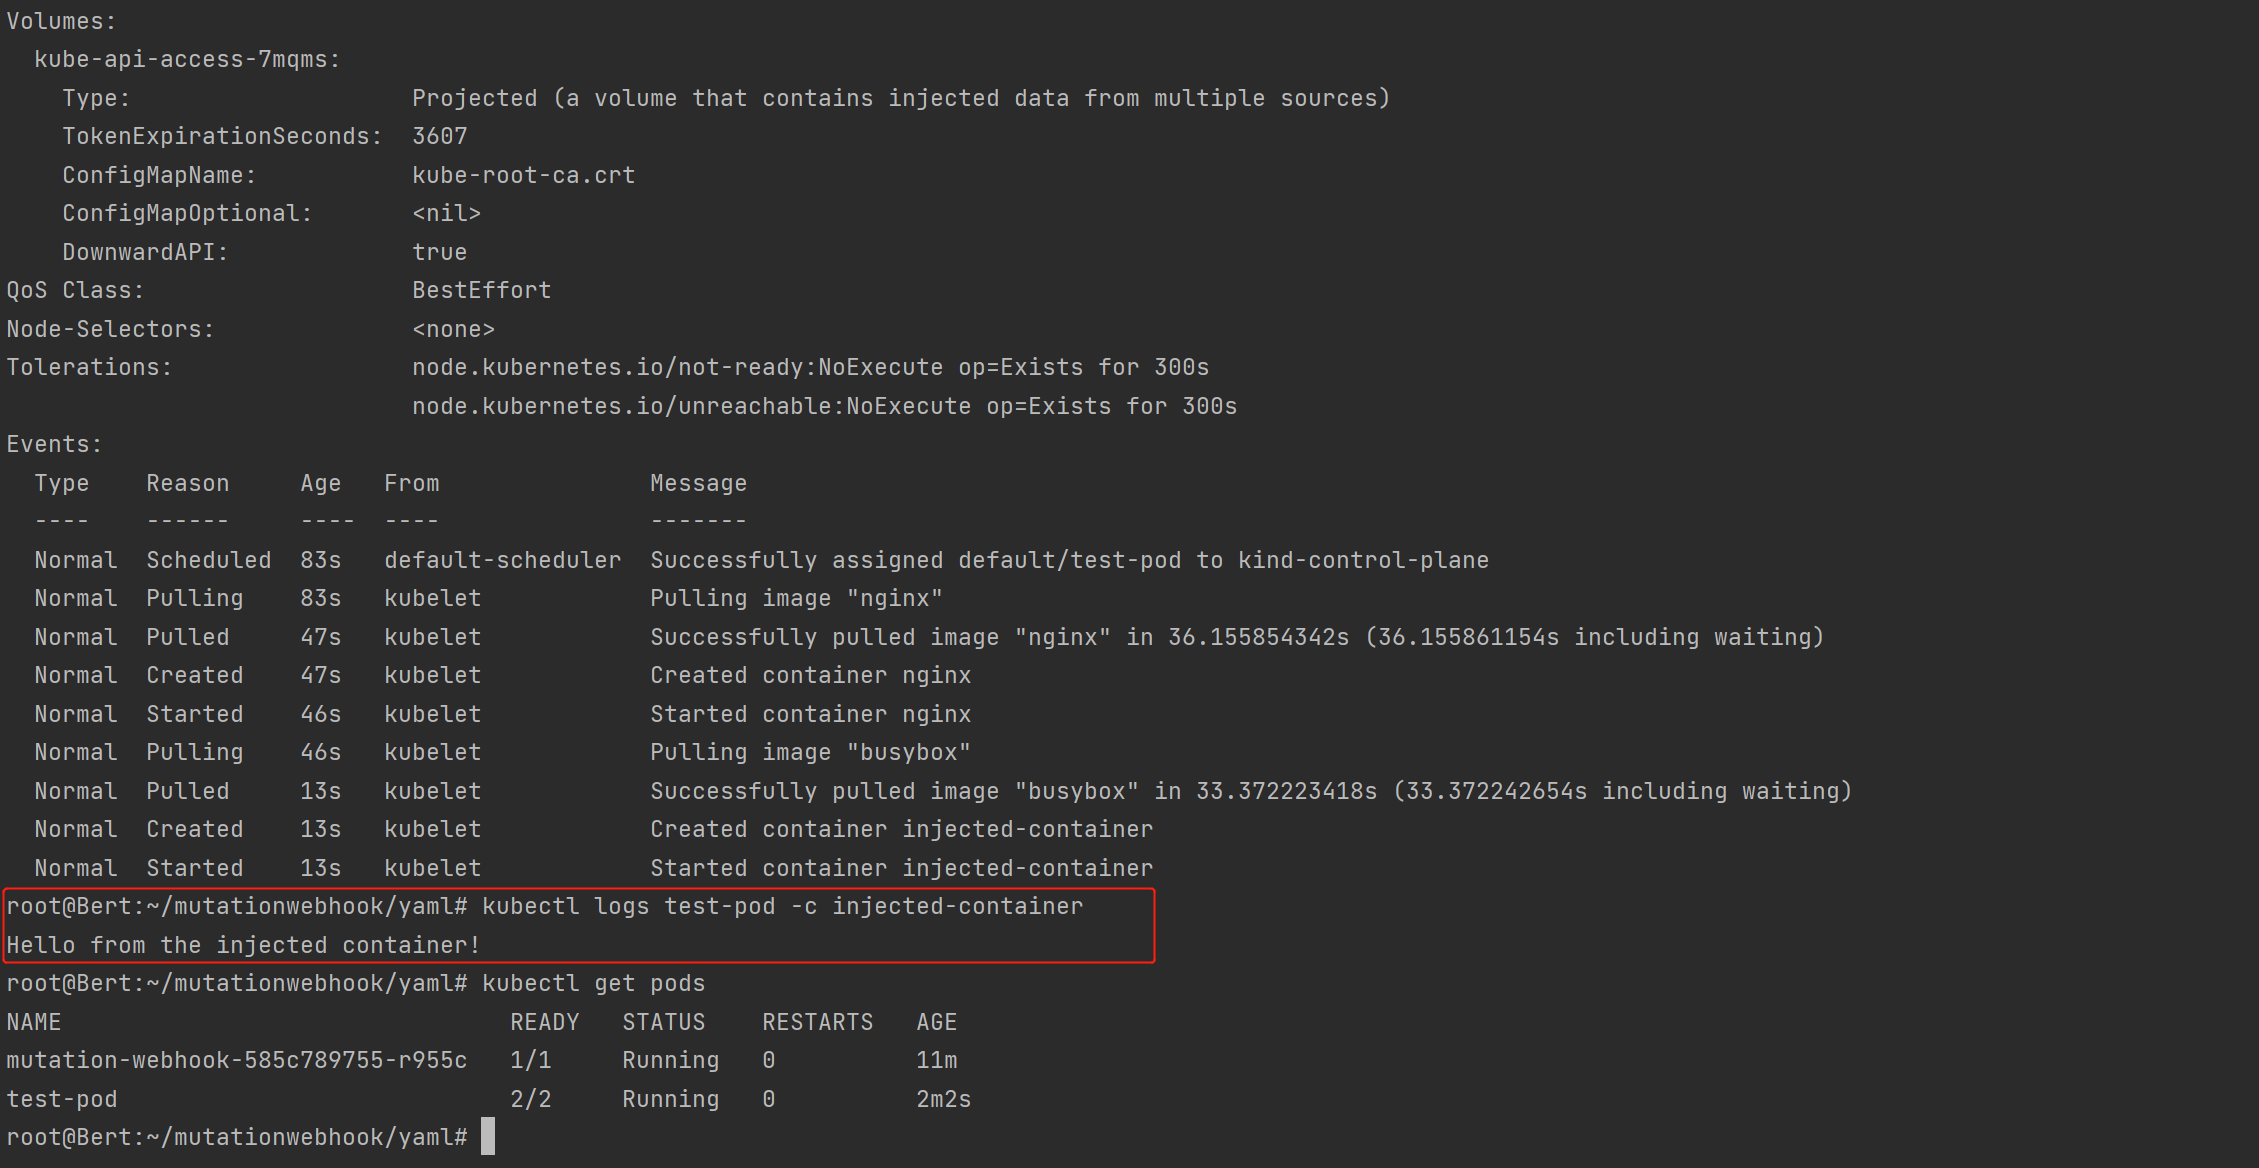 Volumes:
  kube-api-access-7mqms:
    Type:                    Projected (a volume that contains injected data from multiple sources)
    TokenExpirationSeconds:  3607
    ConfigMapName:           kube-root-ca.crt
    ConfigMapOptional:       <nil>
    DownwardAPI:             true
QoS Class:                   BestEffort
Node-Selectors:              <none>
Tolerations:                 node.kubernetes.io/not-ready:NoExecute op=Exists for 300s
                             node.kubernetes.io/unreachable:NoExecute op=Exists for 300s
Events:
  Type    Reason     Age   From               Message
  ----    ------     ----  ----               -------
  Normal  Scheduled  83s   default-scheduler  Successfully assigned default/test-pod to kind-control-plane
  Normal  Pulling    83s   kubelet            Pulling image "nginx"
  Normal  Pulled     47s   kubelet            Successfully pulled image "nginx" in 36.155854342s (36.155861154s including waiting)
  Normal  Created    47s   kubelet            Created container nginx
  Normal  Started    46s   kubelet            Started container nginx
  Normal  Pulling    46s   kubelet            Pulling image "busybox"
  Normal  Pulled     13s   kubelet            Successfully pulled image "busybox" in 33.372223418s (33.372242654s including waiting)
  Normal  Created    13s   kubelet            Created container injected-container
  Normal  Started    13s   kubelet            Started container injected-container
root@Bert:~/mutationwebhook/yaml# kubectl logs test-pod -c injected-container
Hello from the injected container!
root@Bert:~/mutationwebhook/yaml# kubectl get pods
NAME                                READY   STATUS    RESTARTS   AGE
mutation-webhook-585c789755-r955c   1/1     Running   0          11m
test-pod                            2/2     Running   0          2m2s
root@Bert:~/mutationwebhook/yaml#